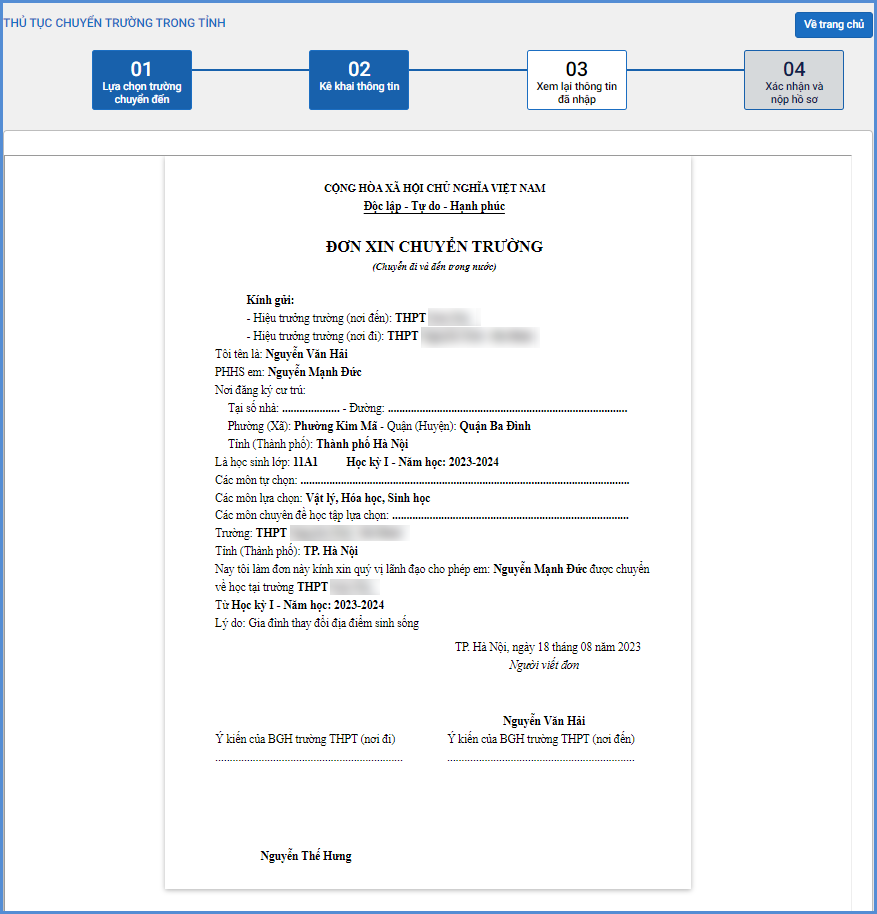 THỦ TỤC CHUYỂN TRƯỜNG TRONG TỈNH
Về trang chủ
01
Lựa chọn trường
chuyển đến
02
Kê khai thông tin
03
Xem lại thông tin
đã nhập
04
Xác nhận và
nộp hồ sơ
CỘNG HÒA XÃ HỘI CHỦ NGHĨA VIỆT NAM
Độc lập - Tự do - Hạnh phúc
ĐƠN XIN CHUYỂN TRƯỜNG
(Chuyển đi và đến trong nước)
Kính gửi:
- Hiệu trưởng trường (nơi đến): THPT
- Hiệu trưởng trường (nơi đi): THPT
Tôi tên là: Nguyễn Văn Hải
PHHS em: Nguyễn Mạnh Đức
Nơi đăng ký cư trú:
Tại số nhà: .................... - Đường: ...................................................................................
Phường (Xã): Phường Kim Mã - Quận (Huyện): Quận Ba Đình
Tỉnh (Thành phố): Thành phố Hà Nội
Là học sinh lớp: 11A1 Học kỳ I - Năm học: 2023-2024
Các môn tự chọn: ..................................................................................................................
Các môn lựa chọn: Vật lý, Hóa học, Sinh học
Các môn chuyên đề học tập lựa chọn: ..................................................................................
Trường: THPT
Tỉnh (Thành phố): TP. Hà Nội
Nay tôi làm đơn này kính xin quý vị lãnh đạo cho phép em: Nguyễn Mạnh Đức được chuyển
về học tại trường THPT
Từ Học kỳ I - Năm học: 2023-2024
Lý do: Gia đình thay đổi địa điểm sinh sống
TP. Hà Nội, ngày 18 tháng 08 năm 2023
Người viết đơn
Nguyễn Văn Hải
Ý kiến của BGH trường THPT (nơi đi) Ý kiến của BGH trường THPT (nơi đến)
................................................................. .................................................................
Nguyễn Thế Hưng